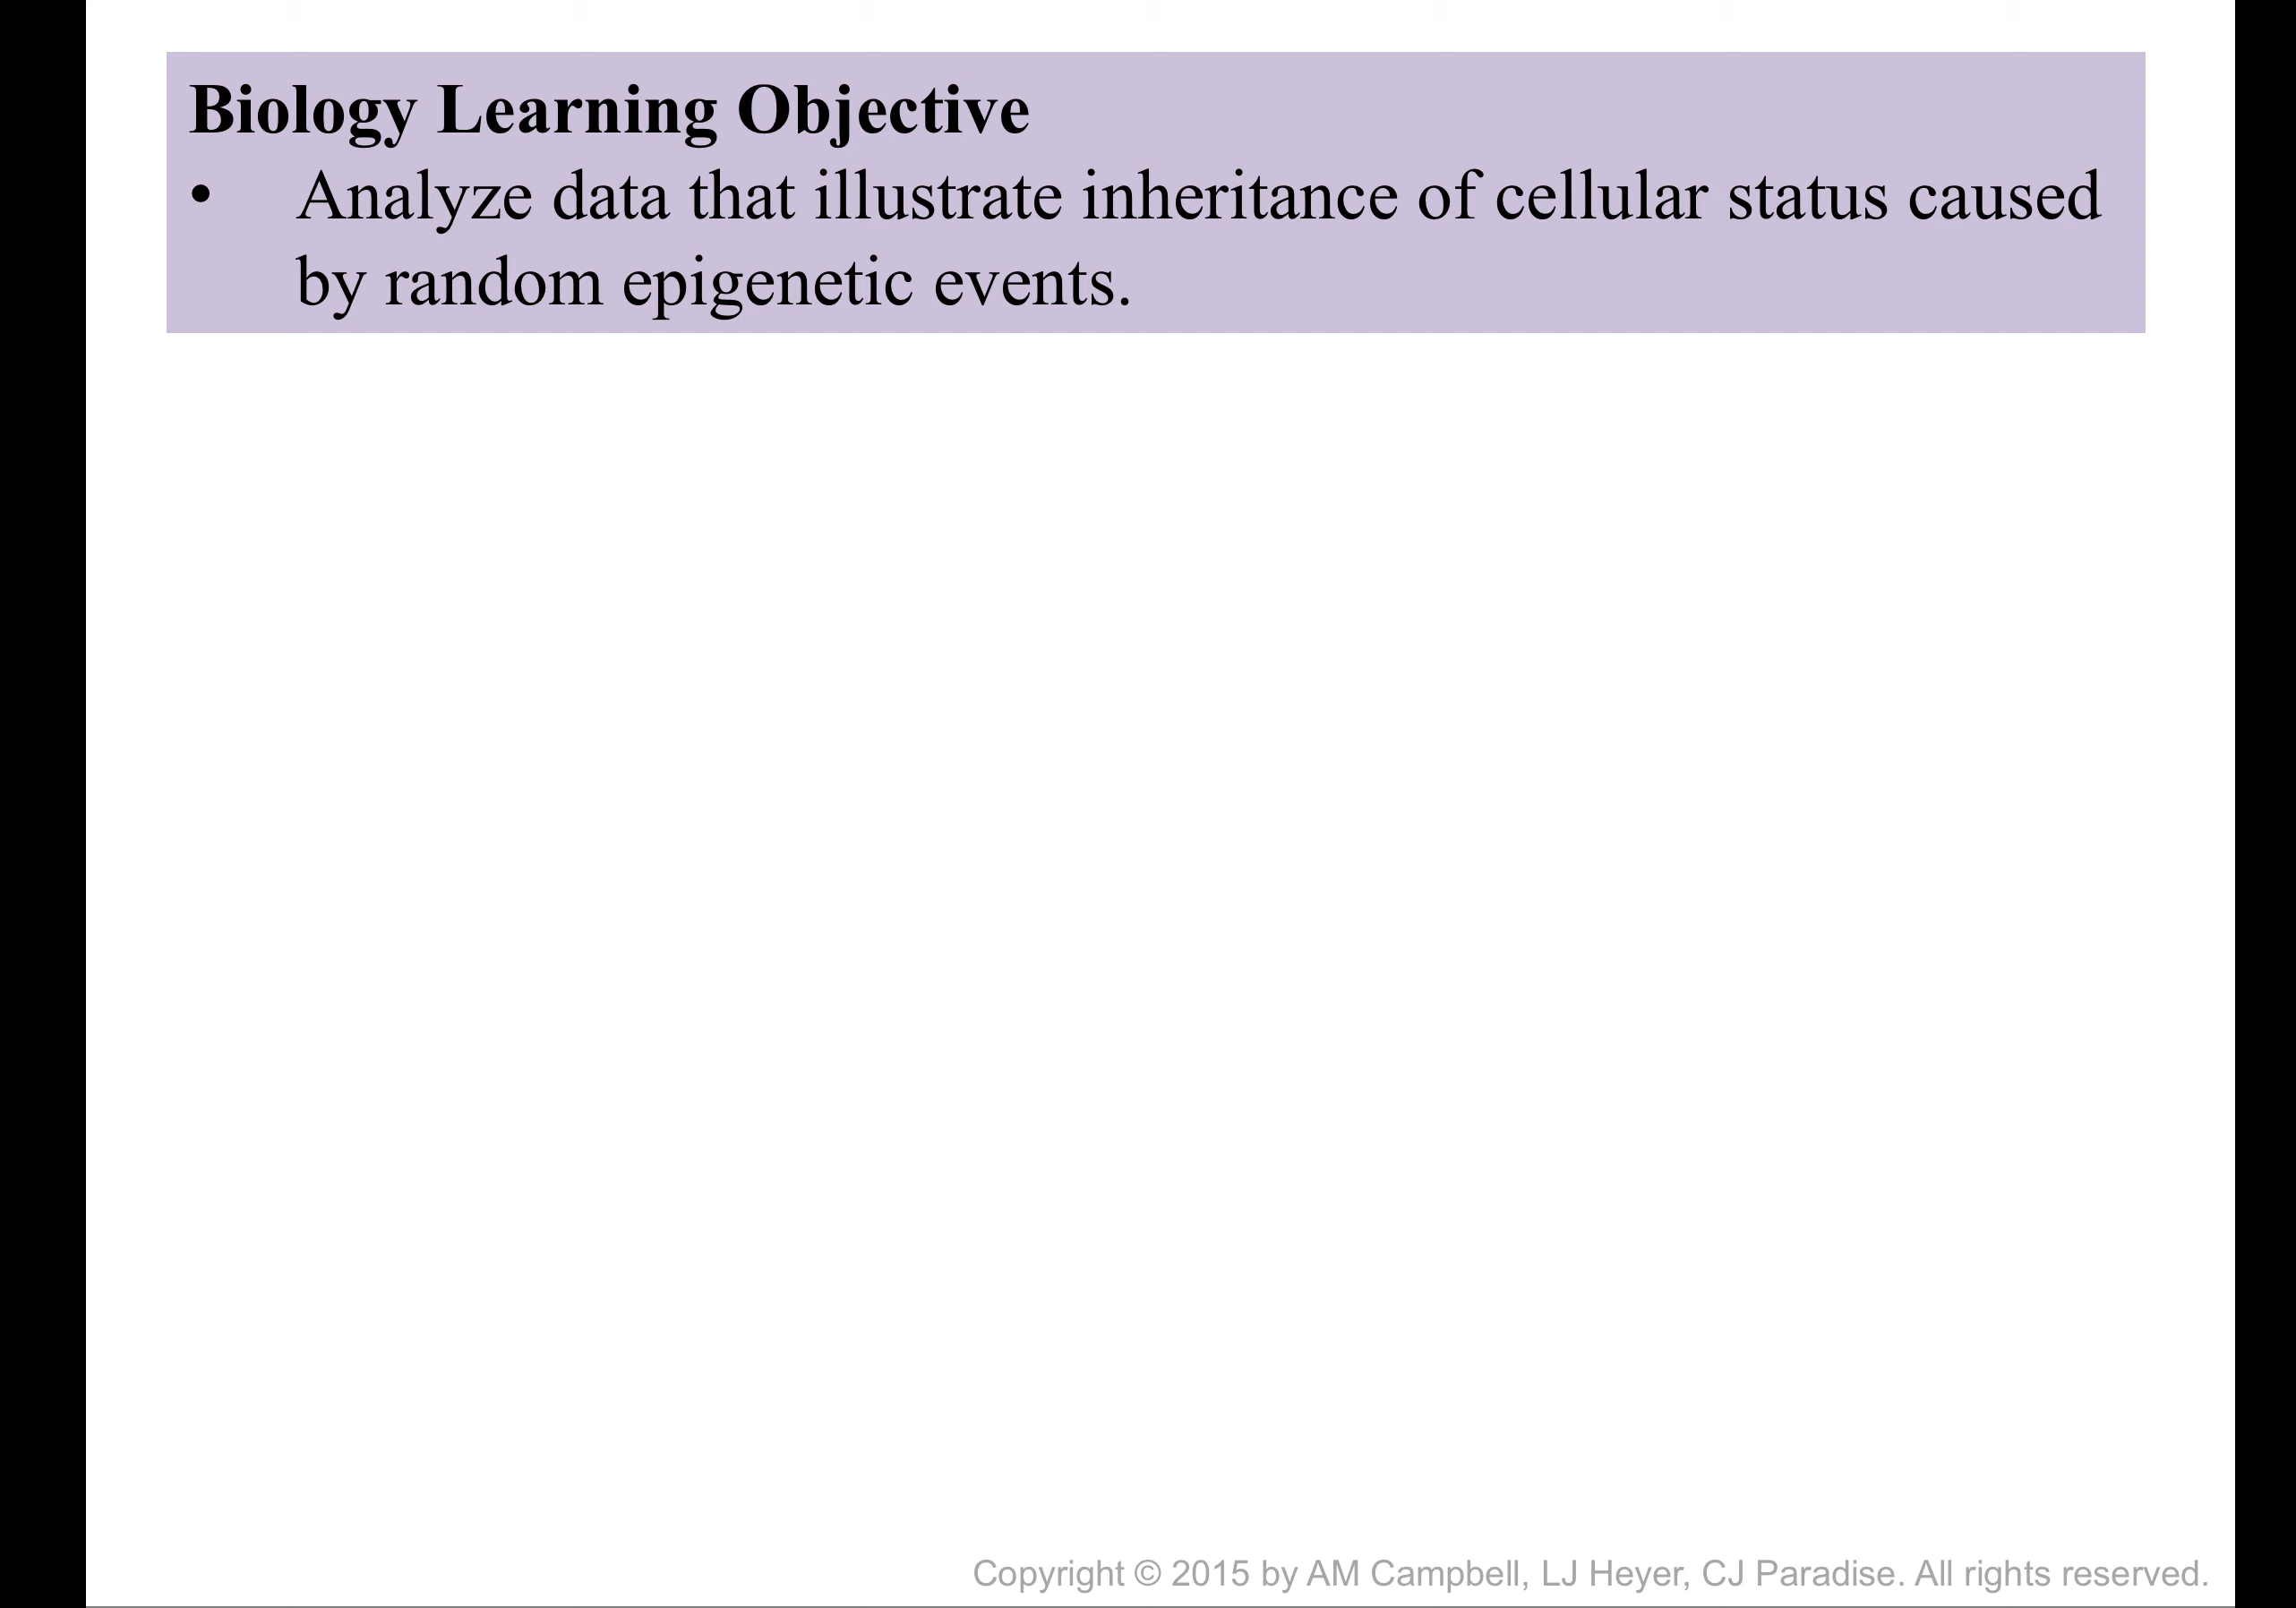 Biology Learning Objective
• Analyze data that illustrate inheritance of cellular status caused
by random epigenetic events.
Copyright © 2015 by AM Campbell, LJ Heyer, CJ Paradise. All rights reserved.